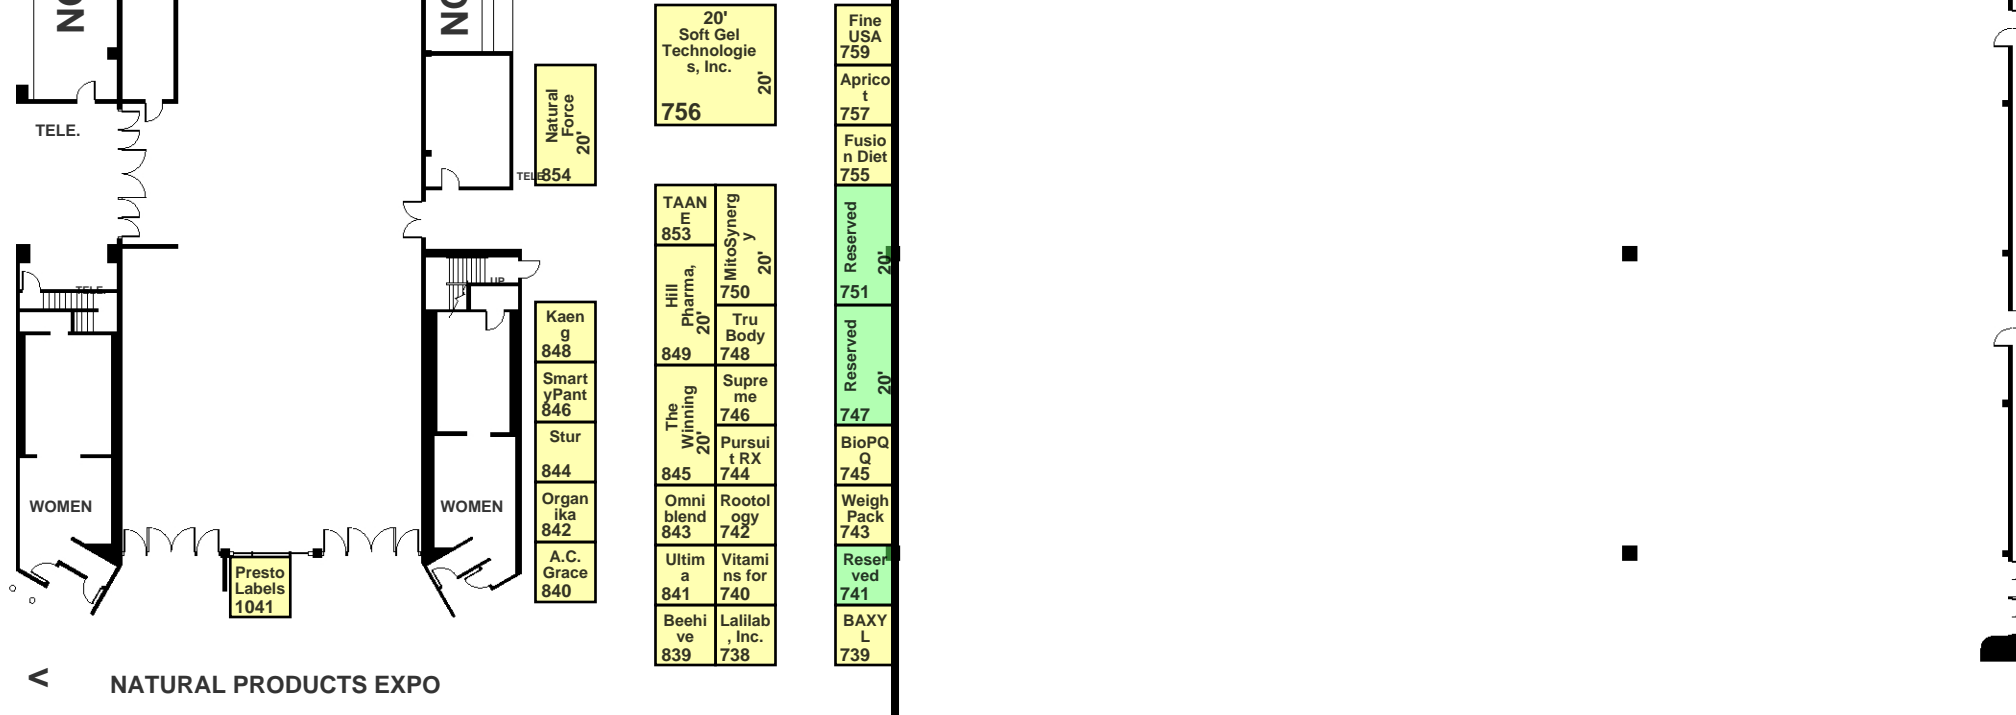 NO
NO
TELE.
TELE.
WOMEN
Presto
Labels
1041
<
NATURAL PRODUCTS EXPO
TELE
UP
WOMEN
Natural
Force
20'
854
Kaen
g
848
Smart
yPant
846
Stur
844
Organ
ika
842
A.C.
Grace
840
20'
Soft Gel
Technologie
s, Inc.
20'
756
TAAN
E
853
Hill
Pharma,
20'
849
The
Winning
20'
845
Omni
blend
843
Ultim
a
841
Beehi
ve
839
MitoSynerg
y
20'
750
Tru
Body
748
Supre
me
746
Pursui
t RX
744
Rootol
ogy
742
Vitami
ns for
740
Lalilab
, Inc.
738
Fine
USA
759
Aprico
t
757
Fusio
n Diet
755
Reserved
20'
751
Reserved
20'
747
BioPQ
Q
745
Weigh
Pack
743
Reser
ved
741
BAXY
L
739